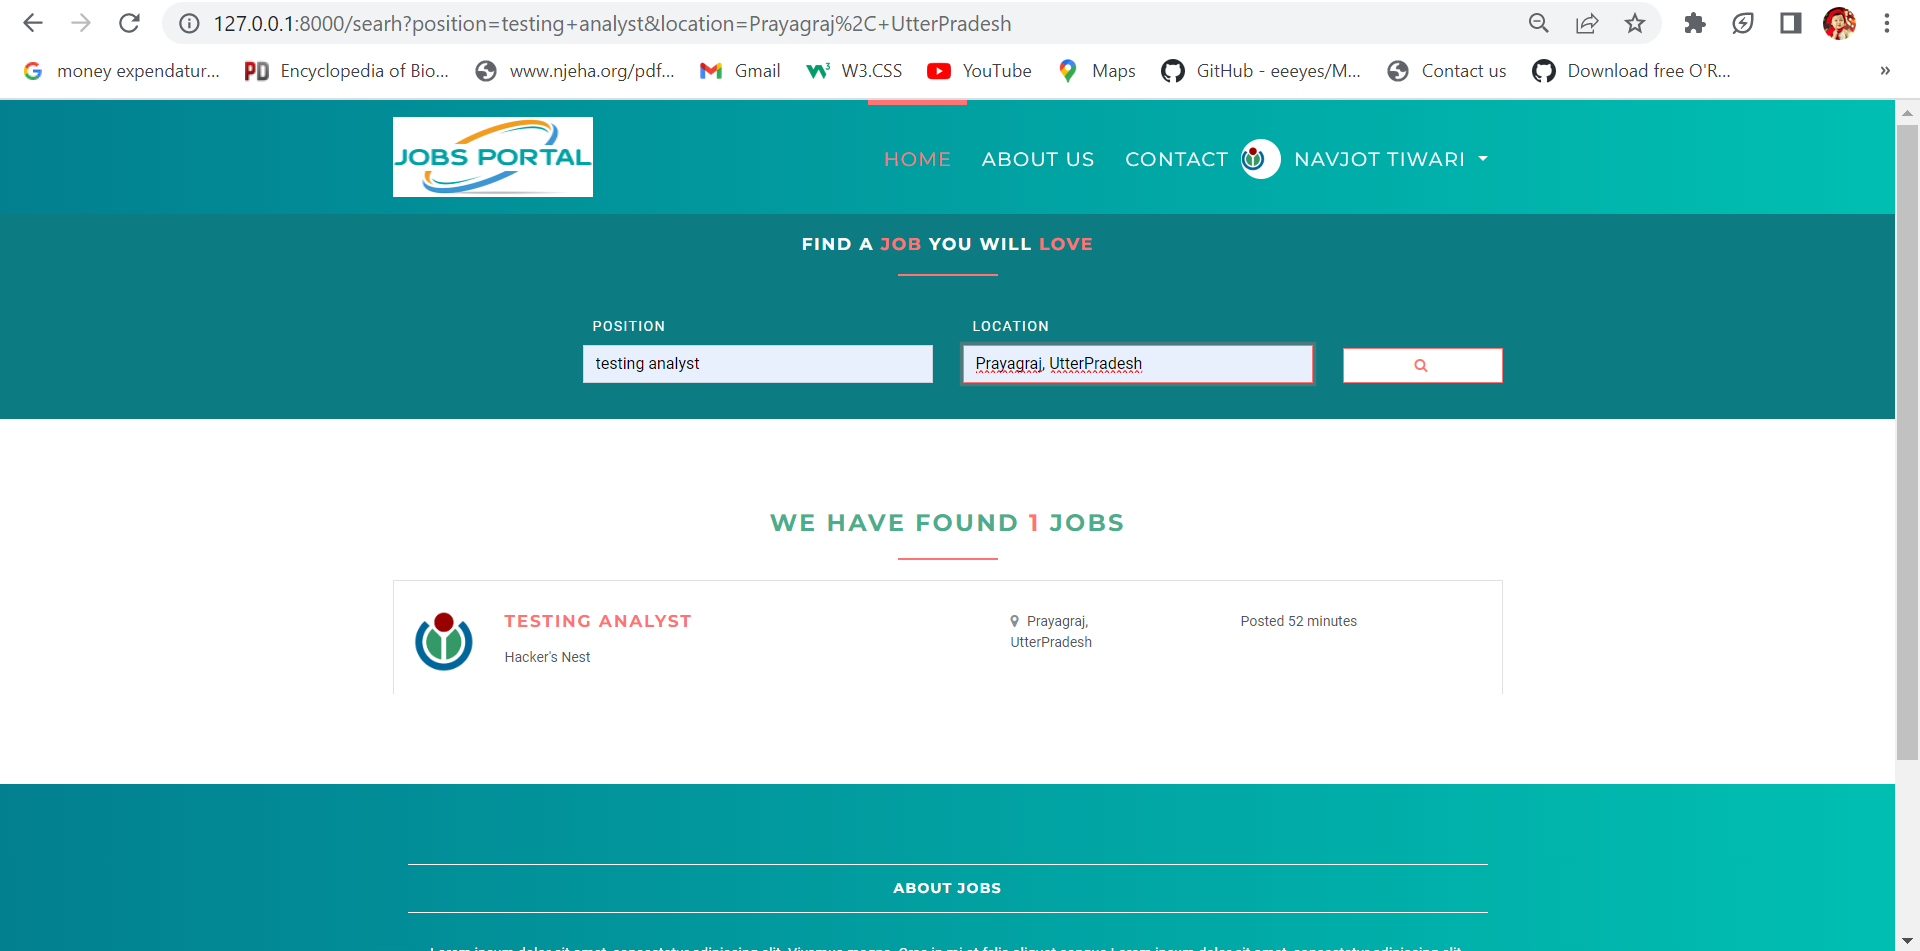 127.0.0.1:8000/searh?position=testing+analyst&location=Prayagraj%2C+UtterPradesh
money expendatur... PD Encyclopedia of Bio... www.njeha.org/pdf... Gmail W3.CSS YouTube Maps GitHub - eeeyes/M... Contact us Download free O'R... »
JOBS PORTAL HOME ABOUT US CONTACT NAVJOT TIWARI
FIND A JOB YOU WILL LOVE
POSITION LOCATION
testing analyst Prayagraj, UtterPradesh
WE HAVE FOUND 1 JOBS
TESTING ANALYST Prayagraj, Posted 52 minutes
UtterPradesh
Hacker's Nest
ABOUT JOBS